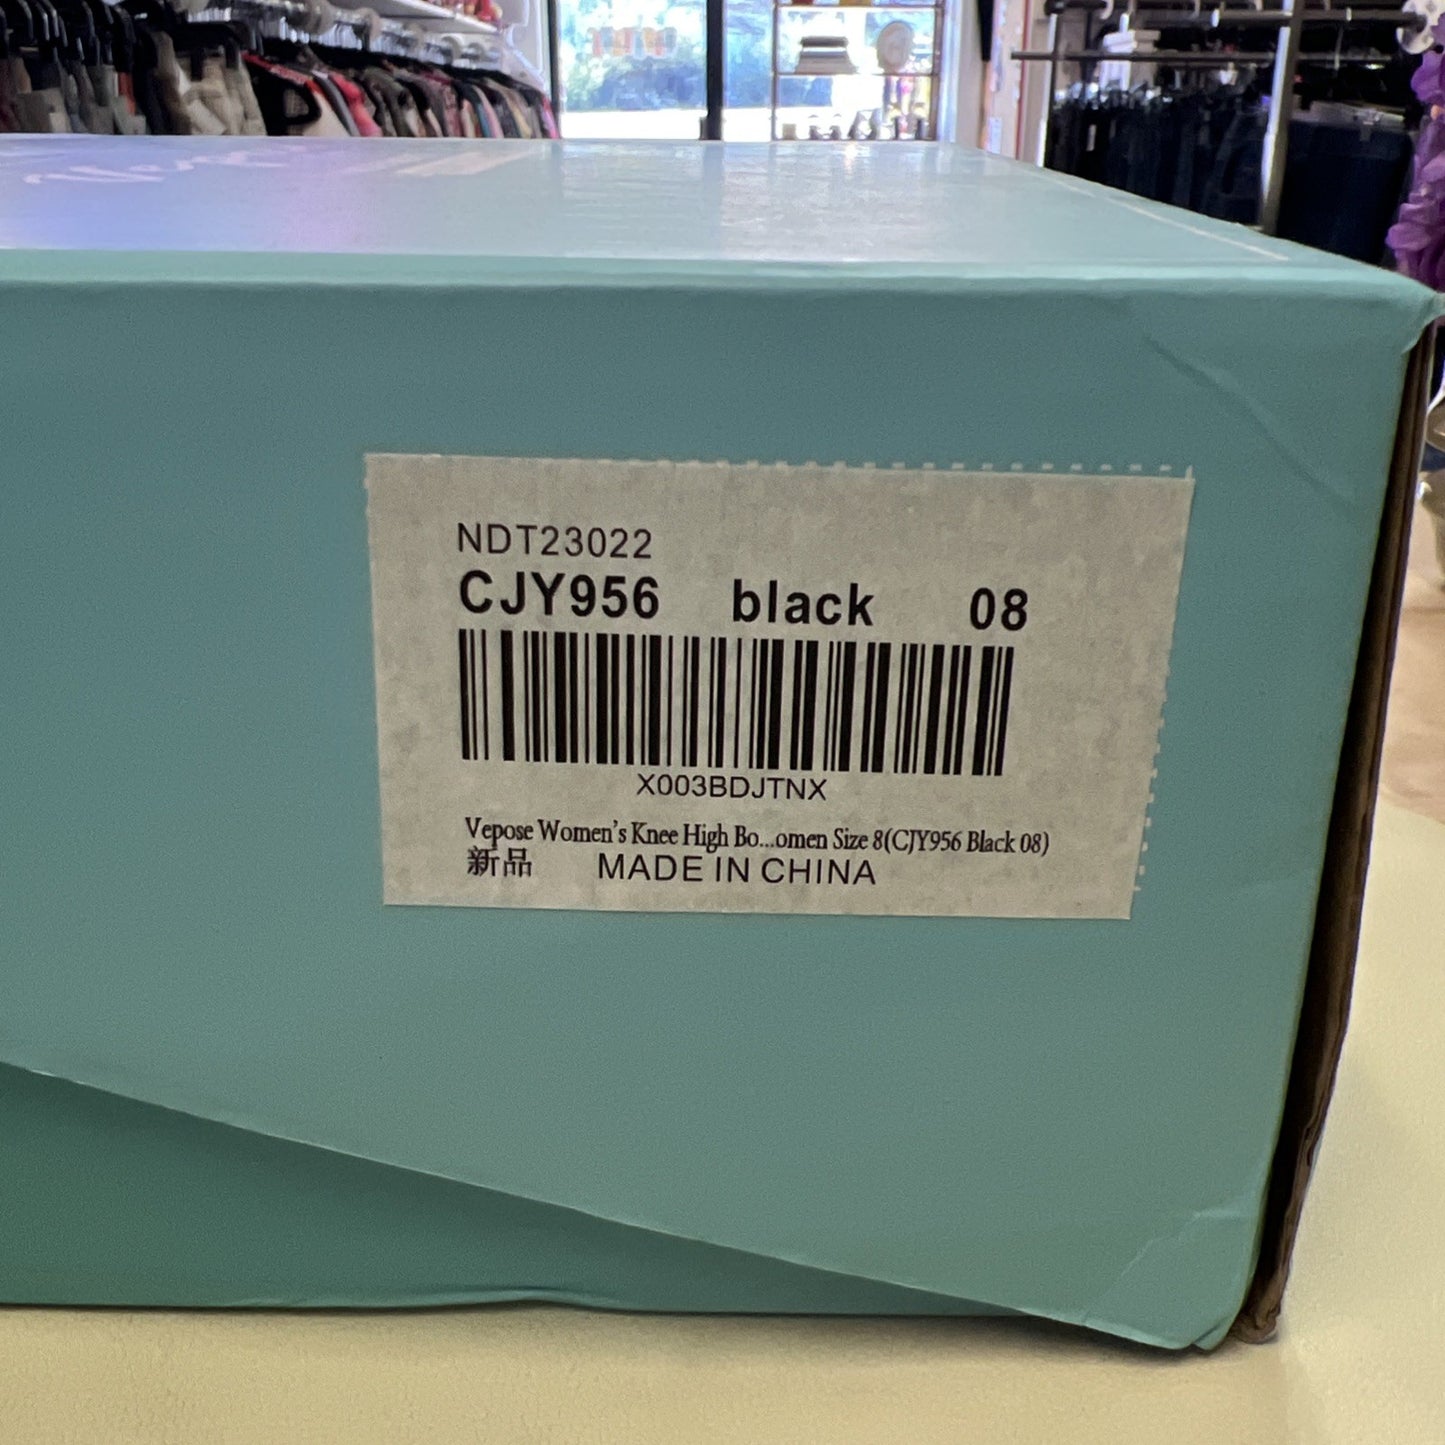 NDT23022
CJY956 black 08
X003BDJTNX
Vepose Women's Knee High Bo...omen Size 8(CJY956 Black 08)
新品 MADE IN CHINA